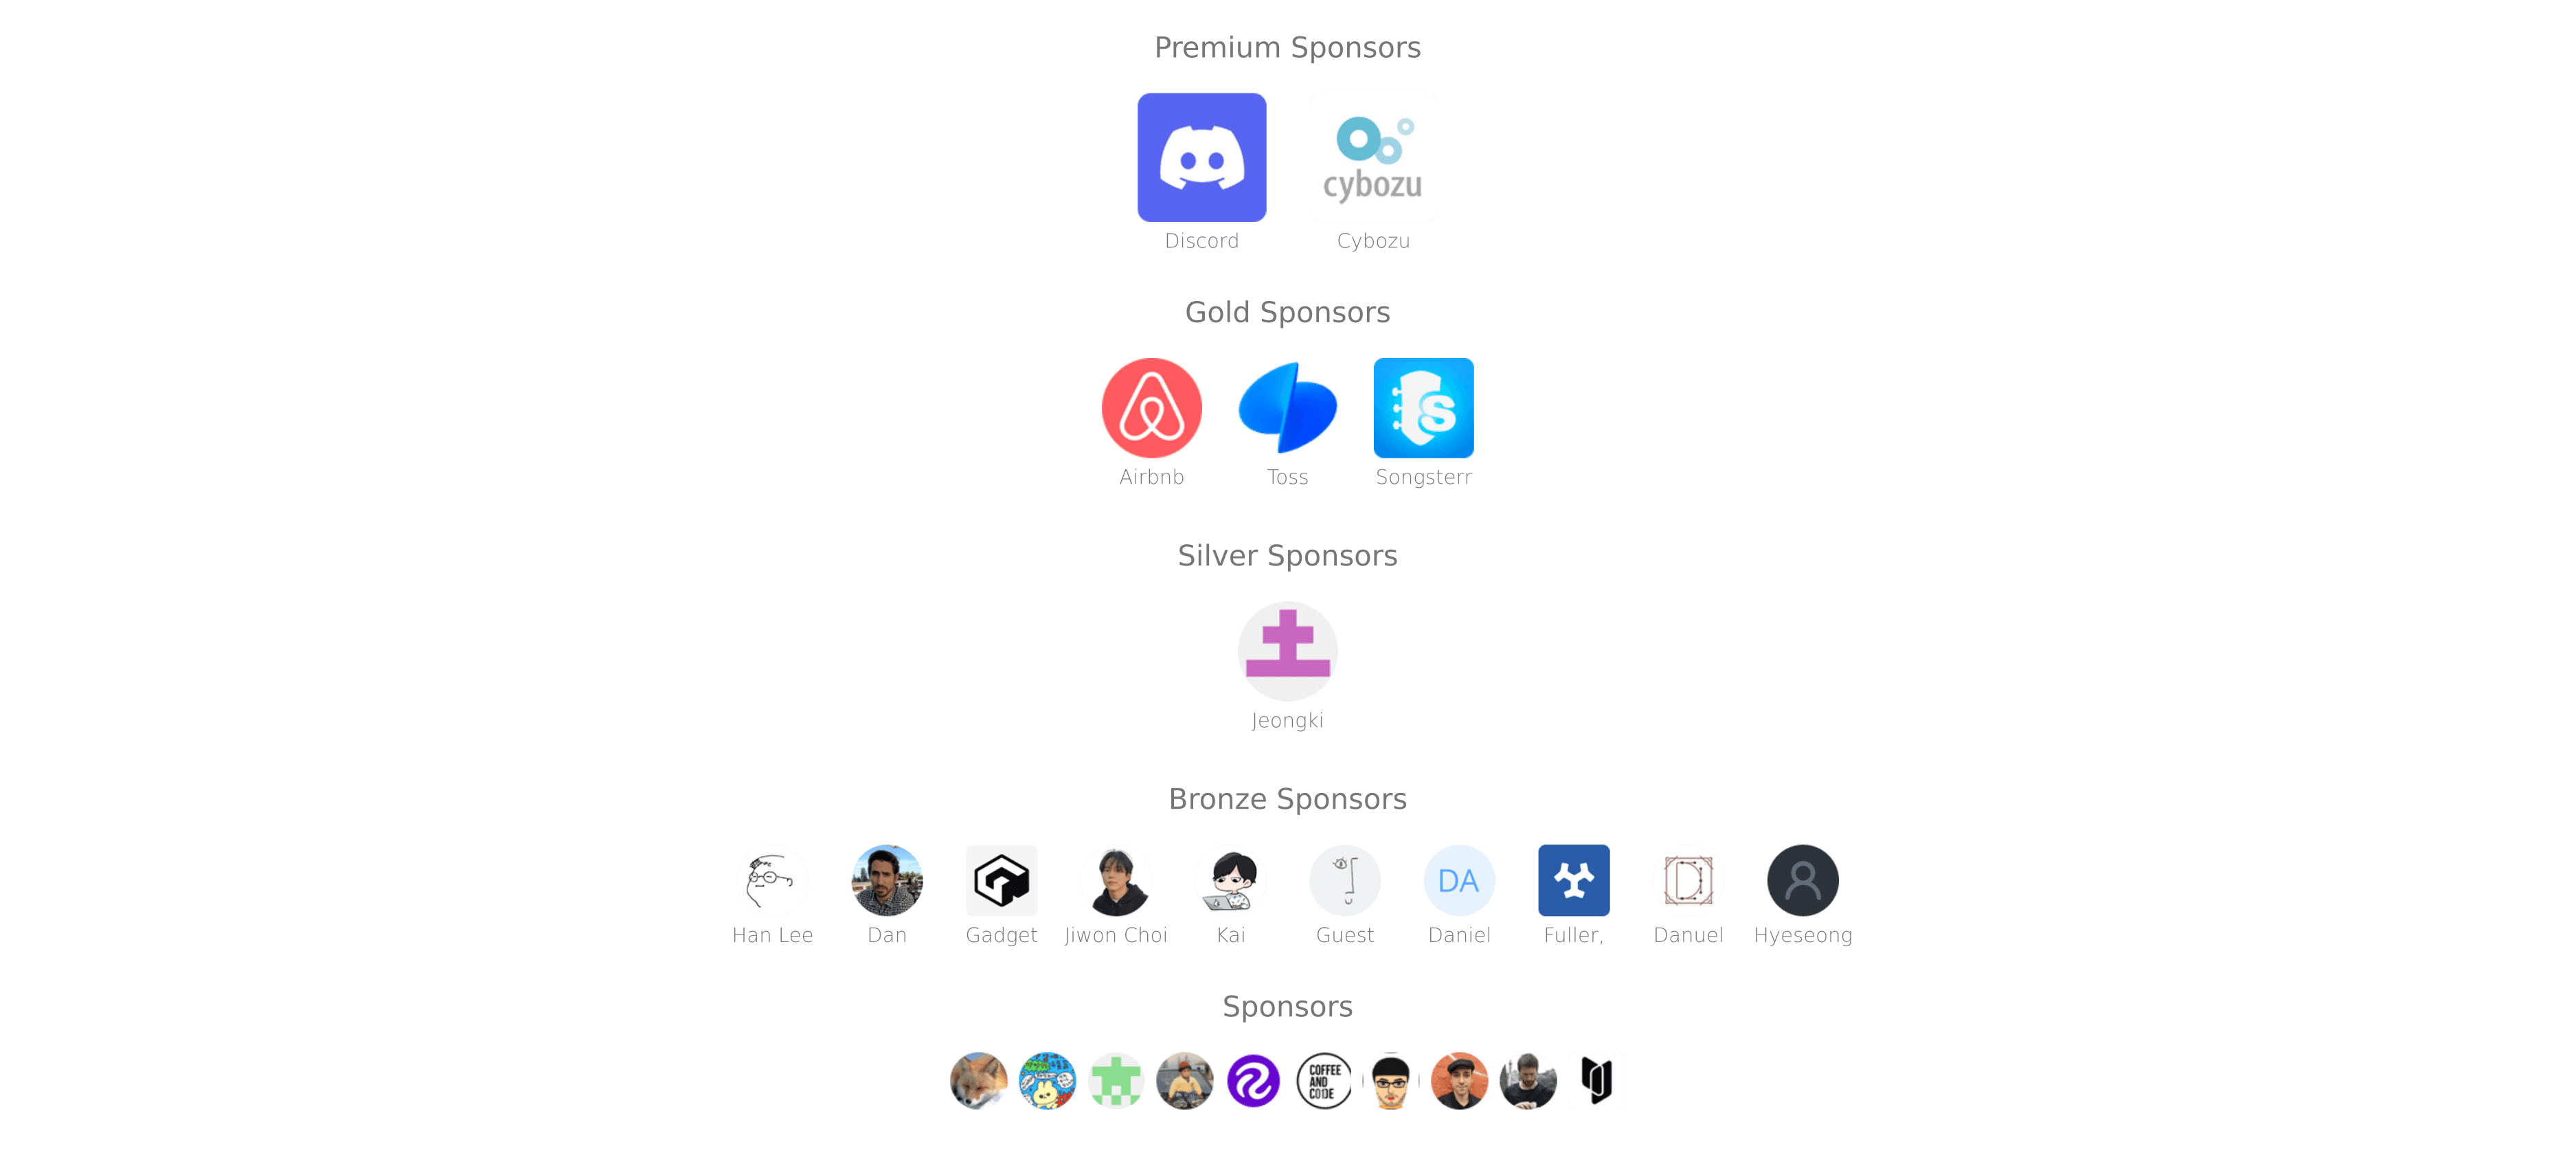 Premium Sponsors
cybozu
Discord
Cybozu
Gold Sponsors
S
Airbnb
Toss
Songsterr
Silver Sponsors
Jeongki
Bronze Sponsors
DA
D
Han Lee
Dan
Gadget
Jiwon Choi
Kai
Guest
Daniel
Fuller,
Danuel
Hyeseong
Sponsors
COFFEE
AND
CODE